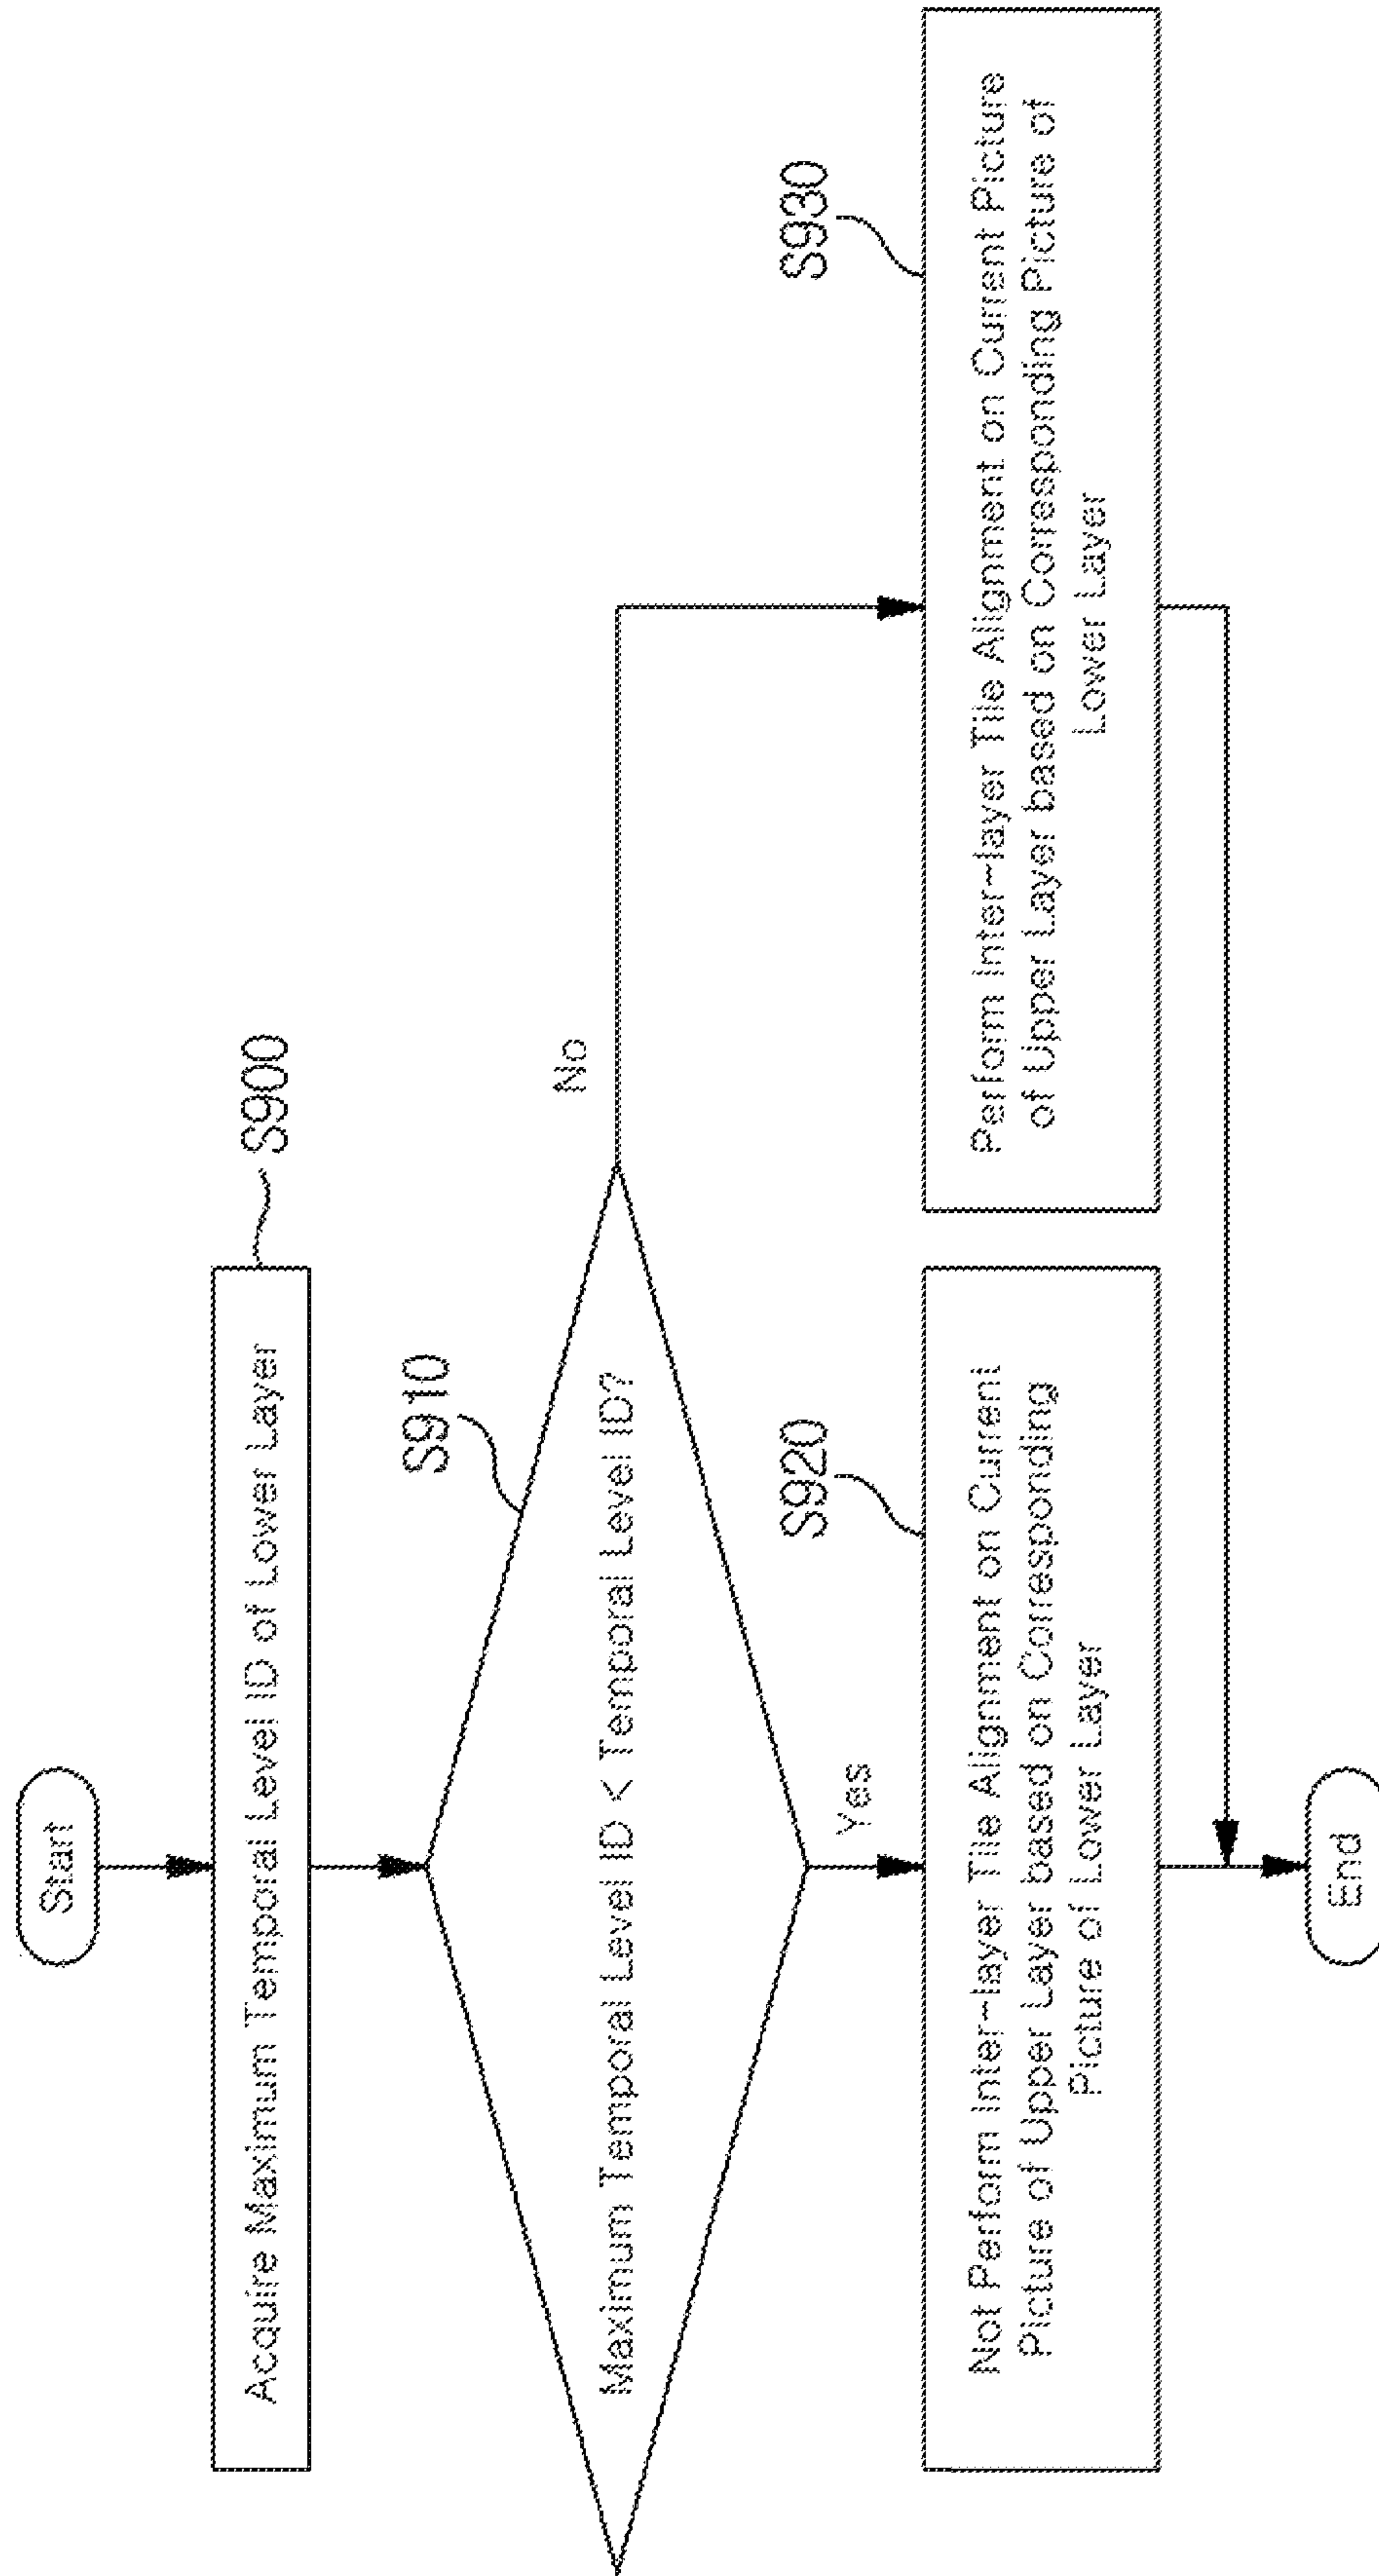 Start
S900
Acquire Maximum Temporal Level ID of Lower Layer
S910
Maximum Temporal Level ID < Temporal Level ID?
No
Yes
S920
Not Perform Inter-layer Tile Alignment on Current
Picture of Upper Layer based on Corresponding
Picture of Lower Layer
S930
Perform Inter-layer Tile Alignment on Current Picture
of Upper Layer based on Corresponding Picture of
Lower Layer
End